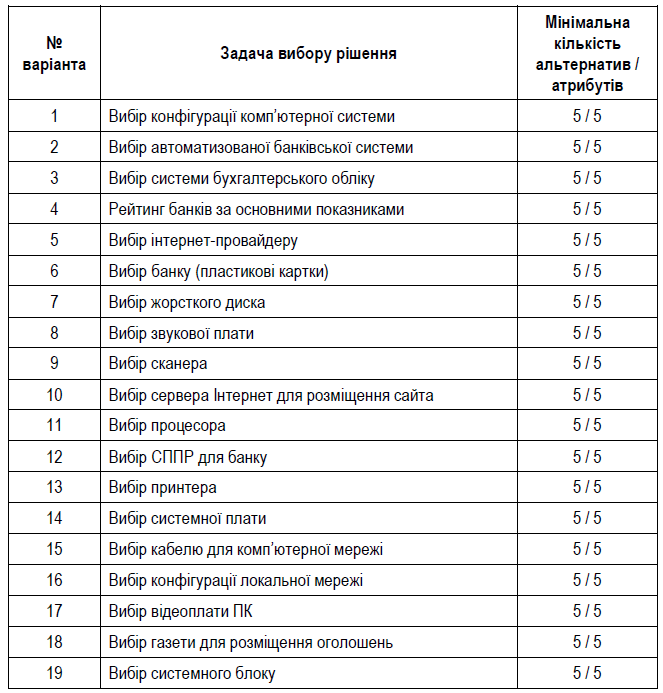 №
варіанта
Задача вибору рішення
Мінімальна
кількість
альтернатив /
атрибутів
1 Вибір конфігурації комп’ютерної системи 5 / 5
2 Вибір автоматизованої банківської системи 5 / 5
3 Вибір системи бухгалтерського обліку 5 / 5
4 Рейтинг банків за основними показниками 5 / 5
5 Вибір інтернет-провайдеру 5 / 5
6 Вибір банку (пластикові картки) 5 / 5
7 Вибір жорсткого диска 5 / 5
8 Вибір звукової плати 5 / 5
9 Вибір сканера 5 / 5
10 Вибір сервера Інтернет для розміщення сайта 5 / 5
11 Вибір процесора 5 / 5
12 Вибір СППР для банку 5 / 5
13 Вибір принтера 5 / 5
14 Вибір системної плати 5 / 5
15 Вибір кабелю для комп’ютерної мережі 5 / 5
16 Вибір конфігурації локальної мережі 5 / 5
17 Вибір відеоплати ПК 5 / 5
18 Вибір газети для розміщення оголошень 5 / 5
19 Вибір системного блоку 5 / 5